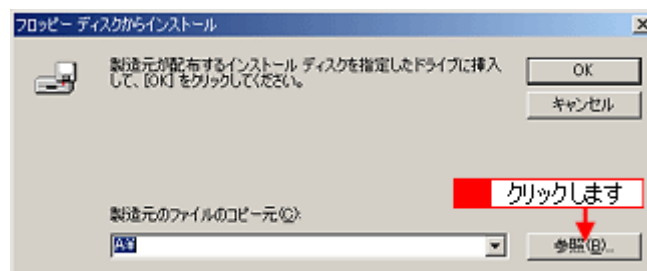 フロッピー ディスクからインストール
製造元が配布するインストール ディスクを指定したドライブに挿入
して、[OK] をクリックしてください。
OK
キャンセル
クリックします
製造元のファイルのコピー元(C):
A:¥
参照(B)...